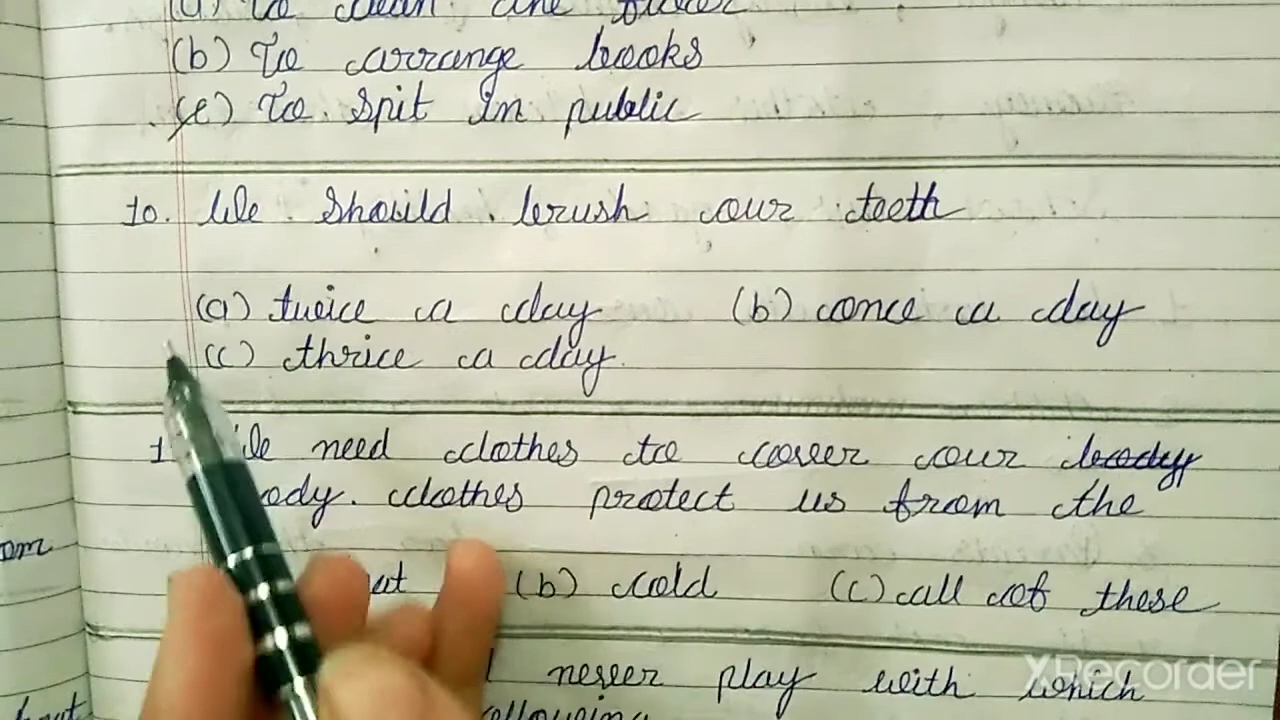 (b) To arrange books
(c) To spit in public
10. We should brush our teeth
(a) twice a day (b) once a day
(c) thrice a day.
need clothes to cover our body
clothes protect us from the
(b) cold (c) all of these
never play with which
XRecorder